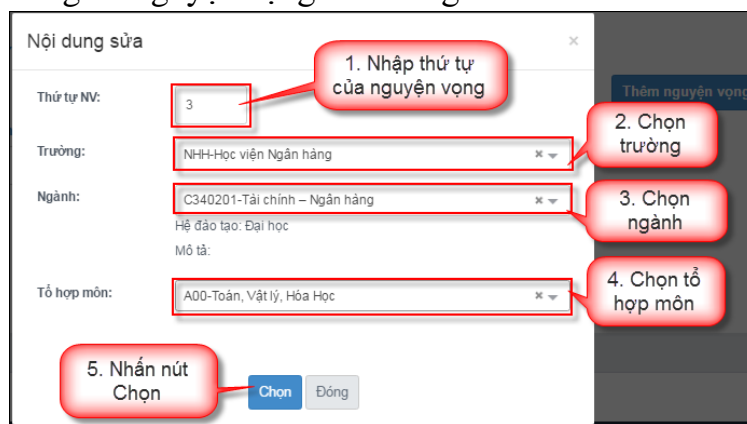 Nội dung sửa
×
1. Nhập thứ tự
của nguyện vọng
Thứ tự NV:
3
Thêm nguyện vọng
2. Chọn
trường
Trường:
NHH-Học viện Ngân hàng
Ngành:
C340201-Tài chính – Ngân hàng
3. Chọn
ngành
Hệ đào tạo: Đại học
Mô tả:
4. Chọn tổ
hợp môn
Tổ hợp môn:
A00-Toán, Vật lý, Hóa Học
5. Nhấn nút
Chọn
Chọn
Đóng